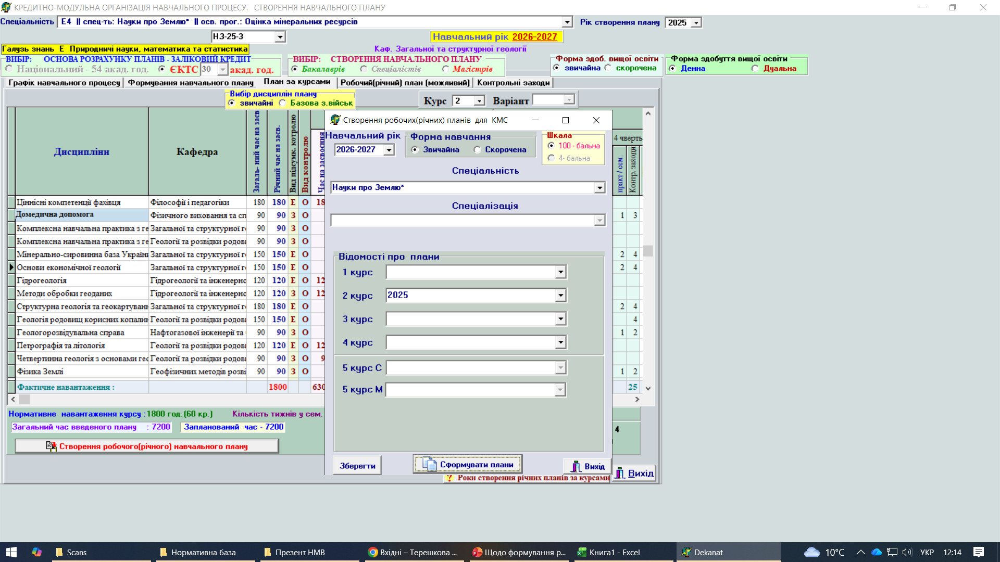 КРЕДИТНО-МОДУЛЬНА ОРГАНІЗАЦІЯ НАВЧАЛЬНОГО ПРОЦЕСУ. СТВОРЕННЯ НАВЧАЛЬНОГО ПЛАНУ
Спеціальність E4 || спец-ть: Науки про Землю* || осв. прог.: Оцінка мінеральних ресурсів Рік створення плану 2025
НЗ-25-3 Навчальний рік 2026-2027
Галузь знань E Природничі науки, математика та статистика Каф. Загальної та структурної геології
ВИБІР: ОСНОВА РОЗРАХУНКУ ПЛАНІВ - ЗАЛІКОВИЙ КРЕДИТ ВИБІР: СТВОРЕННЯ НАВЧАЛЬНОГО ПЛАНУ Форма здоб. вищої освіти Форма здобуття вищої освіти
Національний - 54 акад. год. ЄКТС 30 акад. год. Бакалаврів Спеціалістів Магістрів звичайна скорочена Денна Дуальна
Графік навчального процесу Формування навчального плану План за курсами Робочий(річний) план (можливий) Контрольні заходи
Вибір дисциплін плану
звичайні Базова з.військ Курс 2 Варіант
Дисципліни Кафедра Загаль- ний час на засв Річний час на засв. Вид підсумк. котролю Вид контролю Час на засвоєння 4 чверть практ / сем. Контр. заходи
Ціннісні компетенції фахівця Філософії і педагогіки 180 180 Е О 18
Домедична допомога Фізичного виховання та сп 90 90 З О 1 3
Комплексна навчальна практика з ге Загальної та структурної г 90 90 З О
Комплексна навчальна практика з ге Геології та розвідки родов 90 90 З О
Мінерально-сировинна база Україн Загальної та структурної г 150 150 Е О 2 4
Основи економічної геології Загальної та структурної г 150 150 Е О 2 4
Гідрогеологія Гідрогеології та інженерно 120 120 Е О 12
Методи обробки геоданих Гідрогеології та інженерно 120 120 З О 12
Структурна геологія та геокартуванн Загальної та структурної г 180 180 Е О 2 4
Геологія родовищ корисних копалин Геології та розвідки родов 150 150 Е О 4
Геологорозвідувальна справа Нафтогазової інженерії та 90 90 З О 1 2
Петрографія та літологія Геології та розвідки родов 120 120 Е О 12
Четвертинна геологія з основами гео Геології та розвідки родов 90 90 З О 9
Фізика Землі Геофізичних методів розві 90 90 З О 1 2
Фактичне навантаження : 1800 630 25
Нормативне навантаження курсу :1800 год.(60 кр.) Кількість тижнів у сем.
Загальний час введеного плану : 7200 Запланований час - 7200 4
Створення робочого(річного) навчального плану
Створення робочих(річних) планів для КМС
Навчальний рік Форма навчання Шкала
2026-2027 Звичайна Скорочена 100 - бальна
4- бальна
Спеціальність
Науки про Землю*
Спеціалізація
Відомості про плани
1 курс
2 курс 2025
3 курс
4 курс
5 курс С
5 курс М
Зберегти Сформувати плани Вихід
? Роки створення річних планів за курсами Вихід
Scans Нормативна база Презент НМВ Вхідні – Терешкова ... Щодо формування р... Книга1 - Excel Dekanat 10°C УКР 12:14